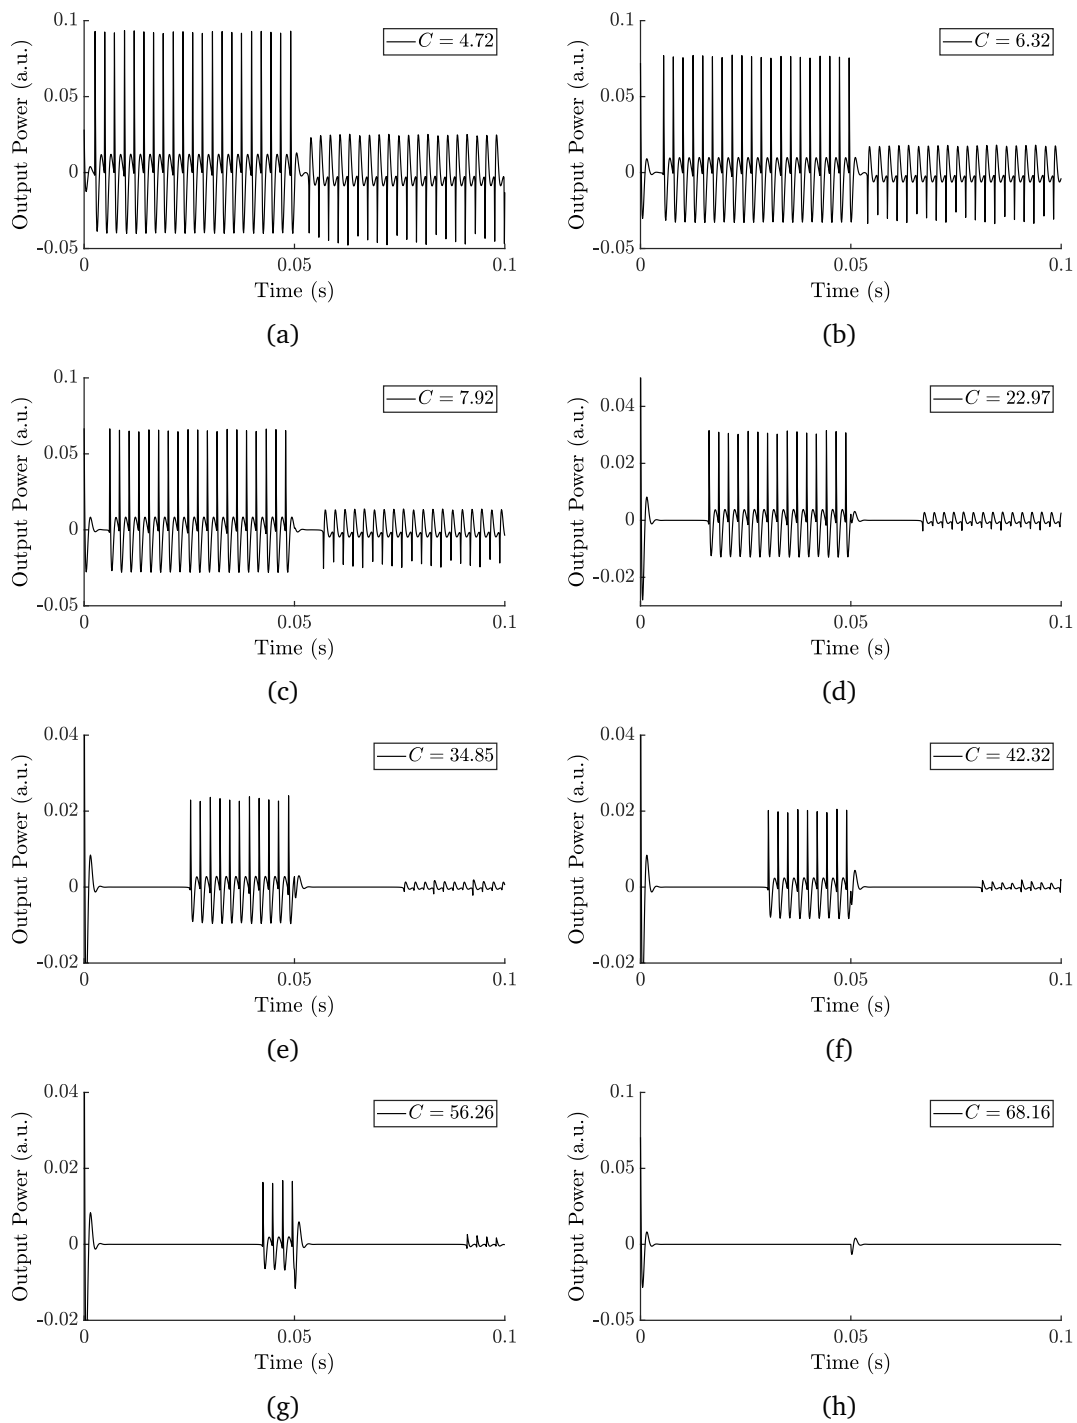 0.1
0.05
0
-0.05
Output Power (a.u.)
C = 4.72
0 0.05 0.1
Time (s)
(a)
0.1
0.05
0
-0.05
Output Power (a.u.)
C = 6.32
0 0.05 0.1
Time (s)
(b)
0.1
0.05
0
-0.05
Output Power (a.u.)
C = 7.92
0 0.05 0.1
Time (s)
(c)
0.04
0.02
0
-0.02
Output Power (a.u.)
C = 22.97
0 0.05 0.1
Time (s)
(d)
0.04
0.02
0
-0.02
Output Power (a.u.)
C = 34.85
0 0.05 0.1
Time (s)
(e)
0.04
0.02
0
-0.02
Output Power (a.u.)
C = 42.32
0 0.05 0.1
Time (s)
(f)
0.04
0.02
0
-0.02
Output Power (a.u.)
C = 56.26
0 0.05 0.1
Time (s)
(g)
0.1
0.05
0
-0.05
Output Power (a.u.)
C = 68.16
0 0.05 0.1
Time (s)
(h)